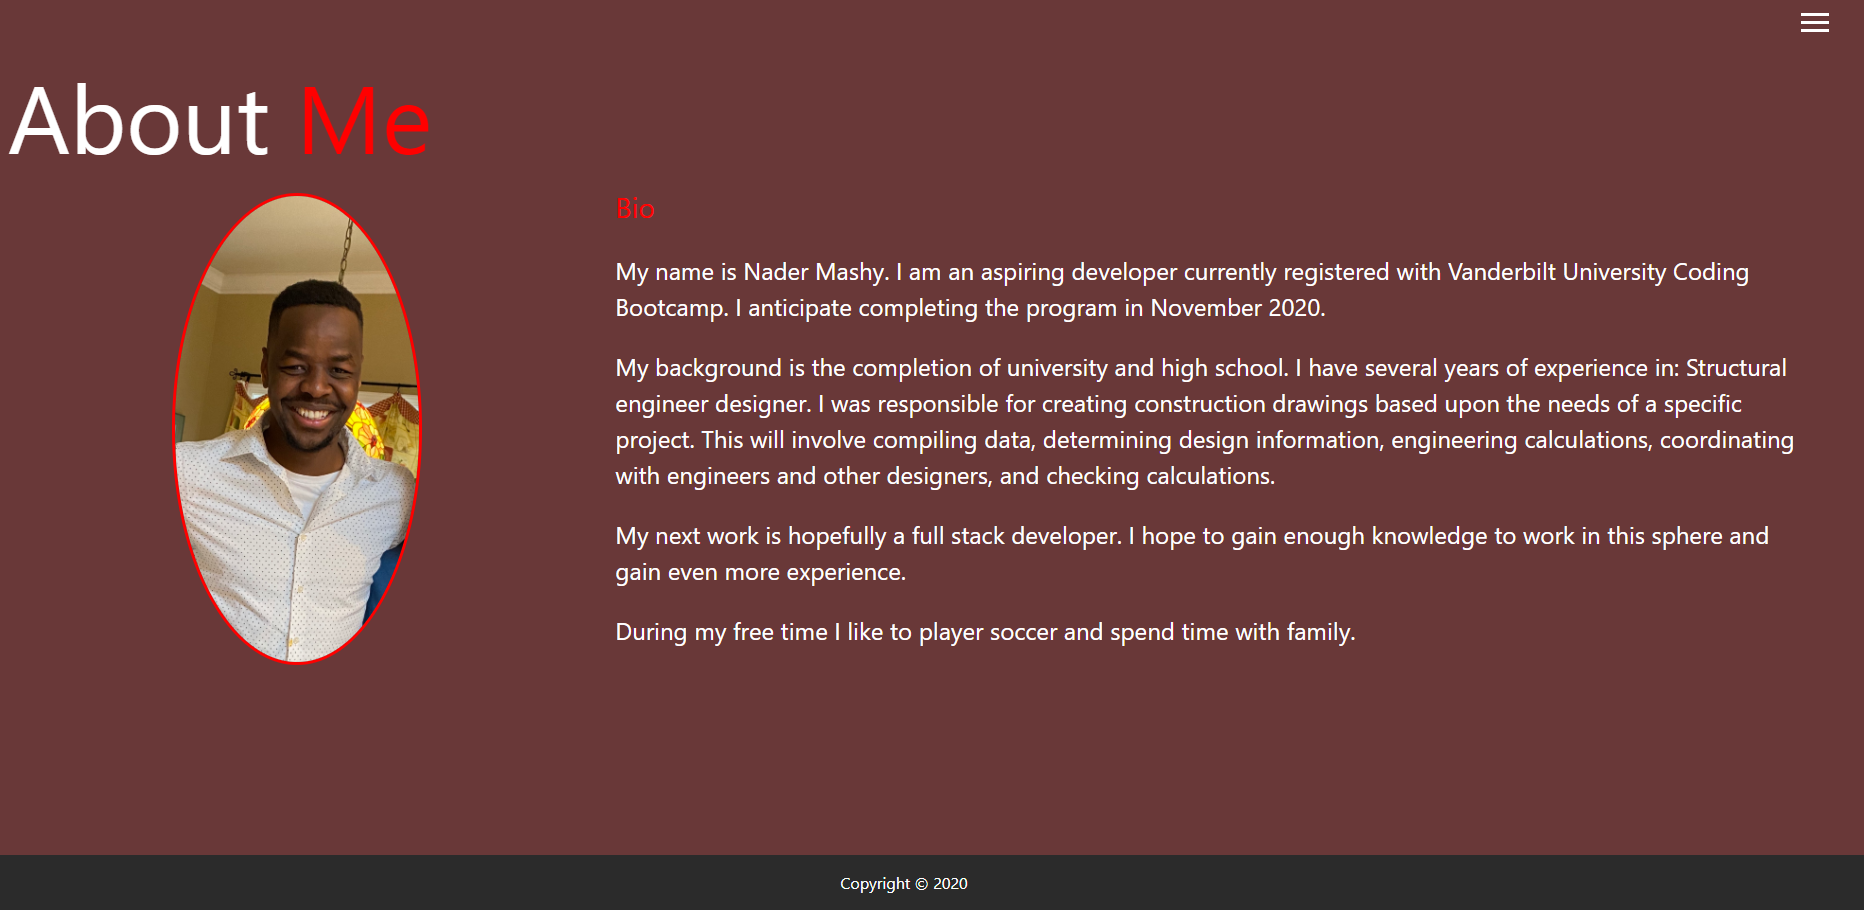 About Me
Bio
My name is Nader Mashy. I am an aspiring developer currently registered with Vanderbilt University Coding
Bootcamp. I anticipate completing the program in November 2020.
My background is the completion of university and high school. I have several years of experience in: Structural
engineer designer. I was responsible for creating construction drawings based upon the needs of a specific
project. This will involve compiling data, determining design information, engineering calculations, coordinating
with engineers and other designers, and checking calculations.
My next work is hopefully a full stack developer. I hope to gain enough knowledge to work in this sphere and
gain even more experience.
During my free time I like to player soccer and spend time with family.
Copyright © 2020